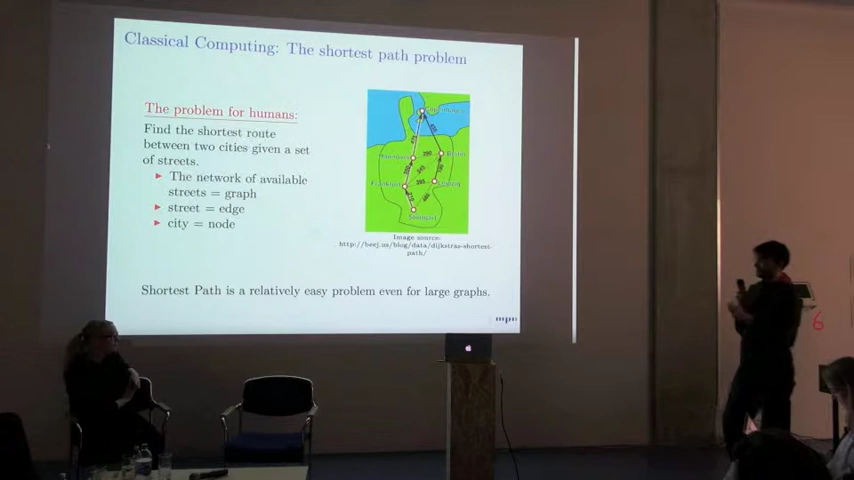 Classical Computing: The shortest path problem
The problem for humans:
Find the shortest route
between two cities given a set
of streets.
The network of available
streets = graph
street = edge
city = node
Frankfurt
Image source:
http://beej.us/blog/data/dijkstras-shortest-
path/
Shortest Path is a relatively easy problem even for large graphs.
6